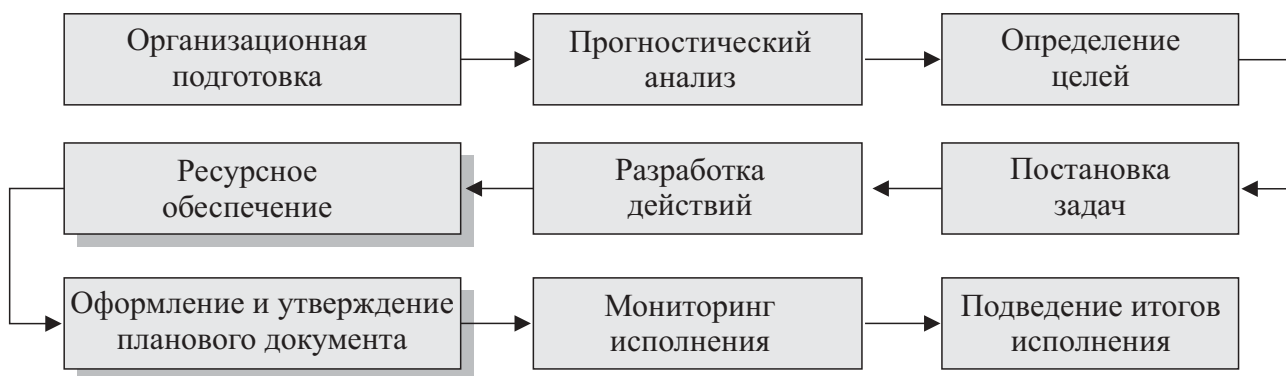 Организационная
подготовка
Прогностический
анализ
Определение
целей
Постановка
задач
Разработка
действий
Ресурсное
обеспечение
Оформление и утверждение
планового документа
Мониторинг
исполнения
Подведение итогов
исполнения